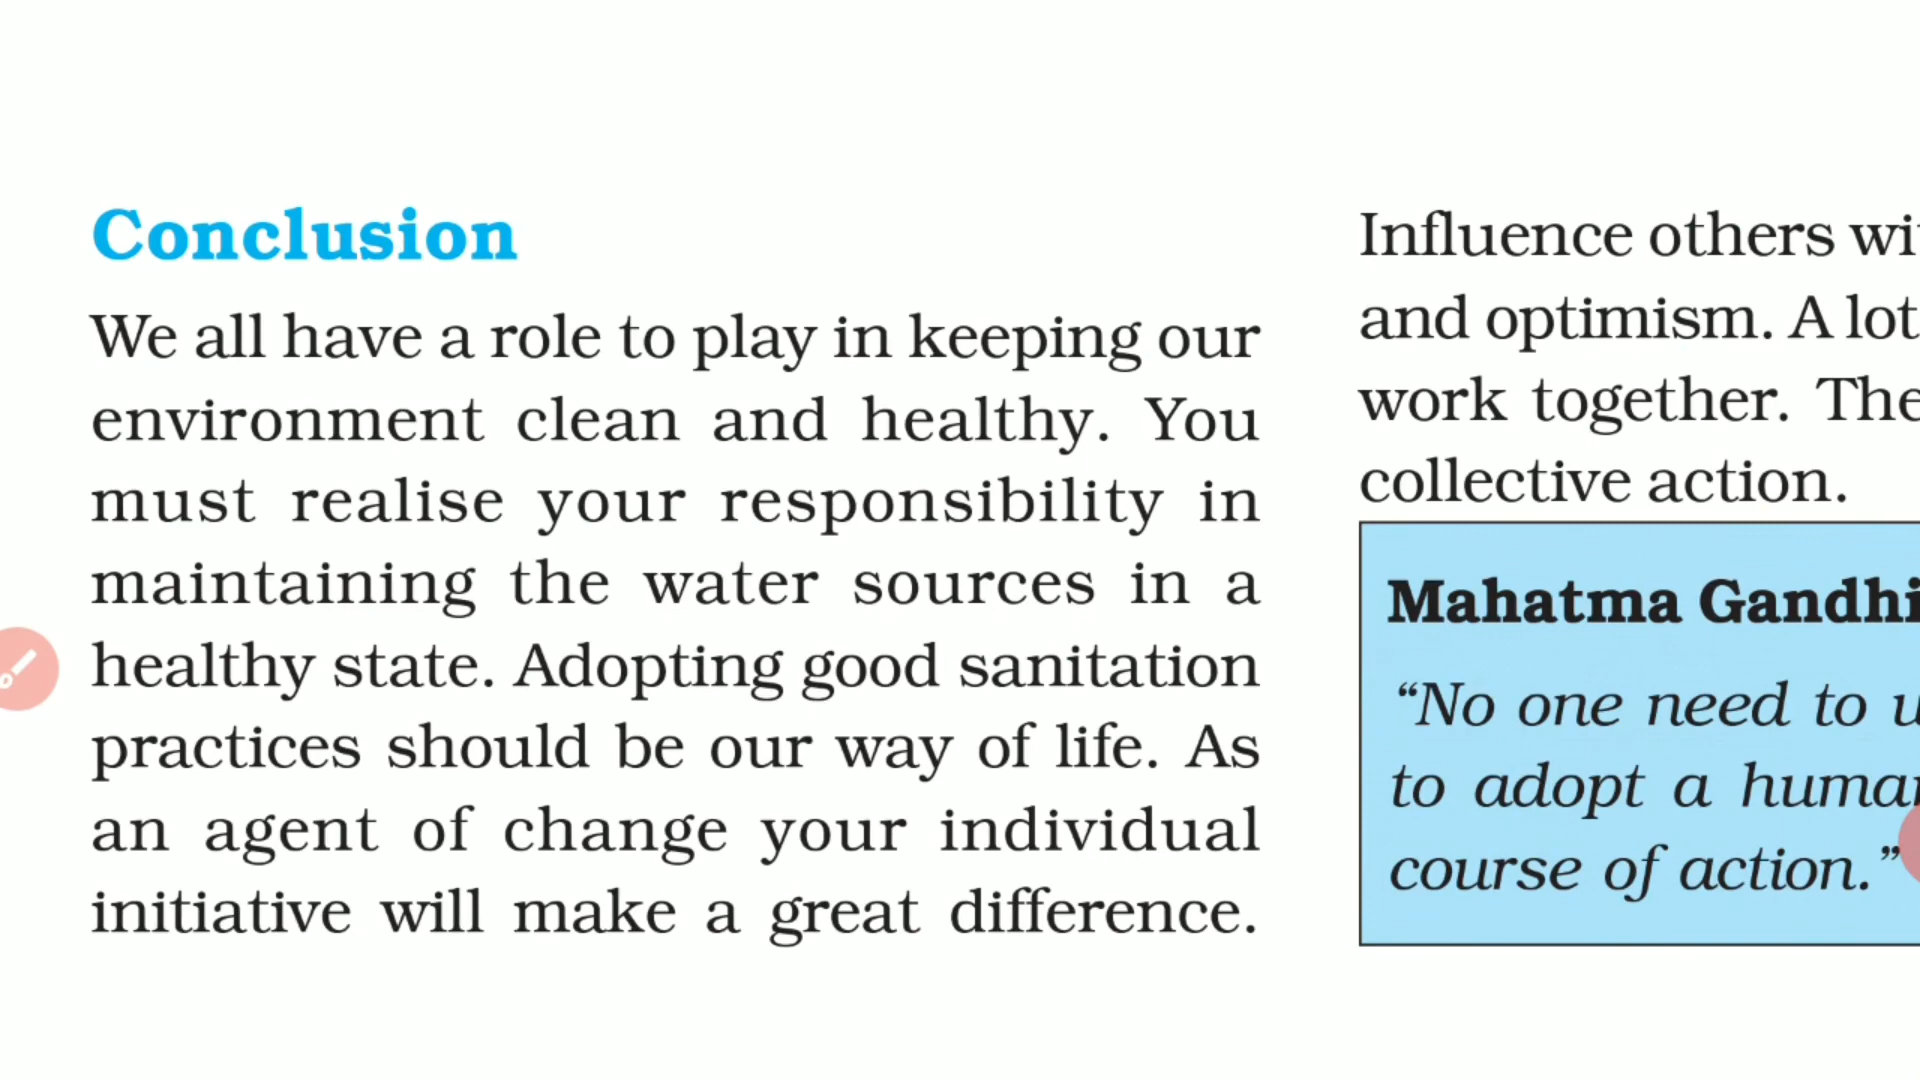 Conclusion
We all have a role to play in keeping our
environment clean and healthy. You
must realise your responsibility in
maintaining the water sources in a
healthy state. Adopting good sanitation
practices should be our way of life. As
an agent of change your individual
initiative will make a great difference.
Influence others
and optimism. A lot
work together.
collective action.
Mahatma Gandhi
“No one need to
to adopt a
course of action.”